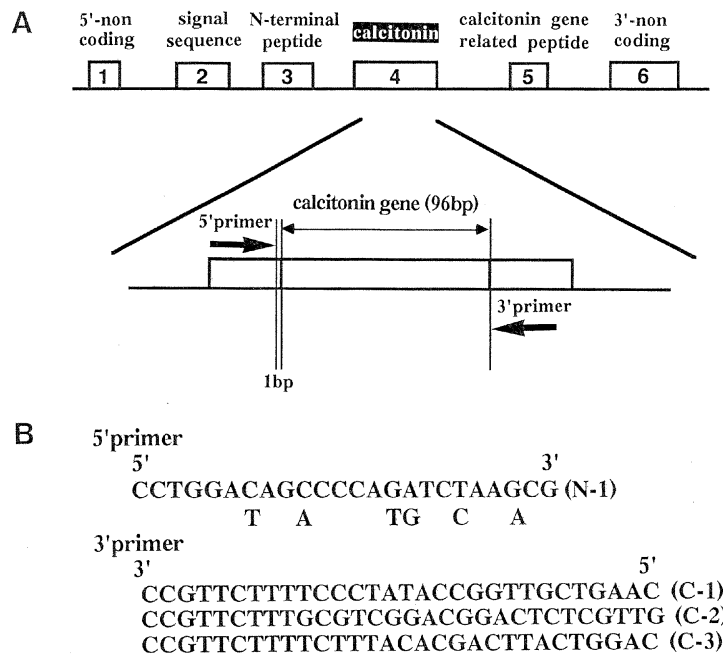 A
5'-non coding
signal sequence
N-terminal peptide
calcitonin
calcitonin gene related peptide
3'-non coding
1
2
3
4
5
6
calcitonin gene (96bp)
5'primer
3'primer
1bp
B
5'primer
5' 3'
CCTGGACAGCCCCAGATCTAAGCG (N-1)
T A TG C A
3'primer
3' 5'
CCGTTCTTTTCCCTATACCGGTTGCTGAAC (C-1)
CCGTTCTTTGCGTCGGACGGACTCTCGTTG (C-2)
CCGTTCTTTTCTTTACACGACTTACTGGAC (C-3)